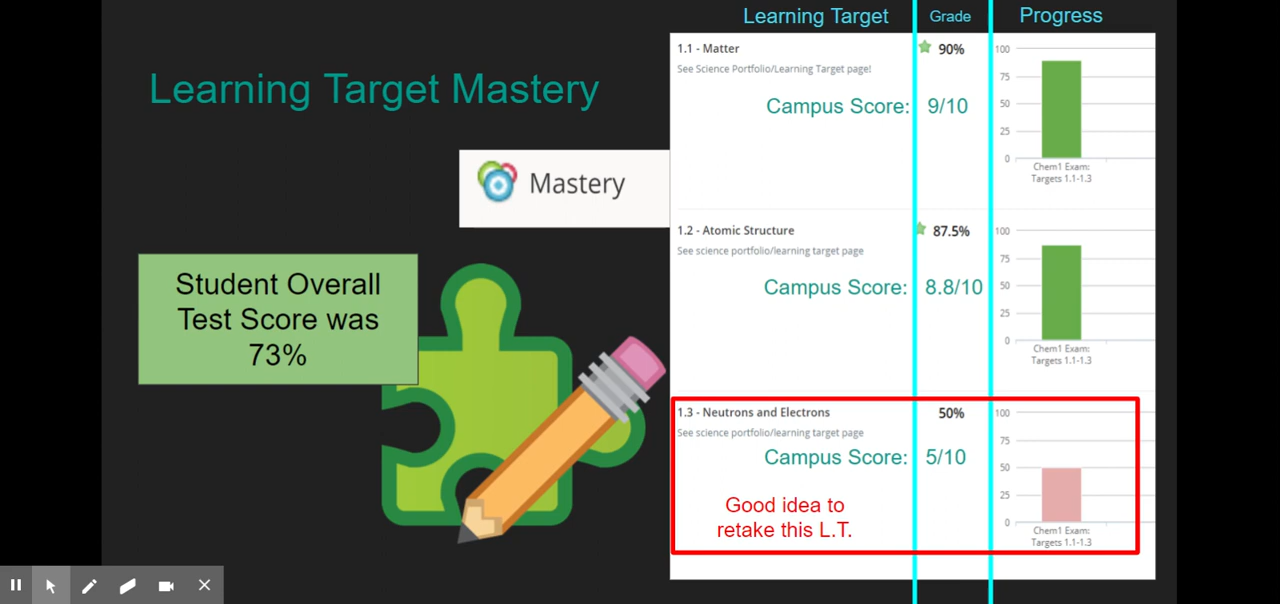 Learning Target Grade Progress
Learning Target Mastery
Mastery
Student Overall
Test Score was
73%
1.1 - Matter 90%
See Science Portfolio/Learning Target page!
Campus Score: 9/10
100
75
50
25
0
Chem1 Exam:
Targets 1.1-1.3
1.2 - Atomic Structure 87.5%
See science portfolio/learning target page
Campus Score: 8.8/10
100
75
50
25
0
Chem1 Exam:
Targets 1.1-1.3
1.3 - Neutrons and Electrons 50%
See science portfolio/learning target page
Campus Score: 5/10
Good idea to
retake this L.T.
100
75
50
25
0
Chem1 Exam:
Targets 1.1-1.3